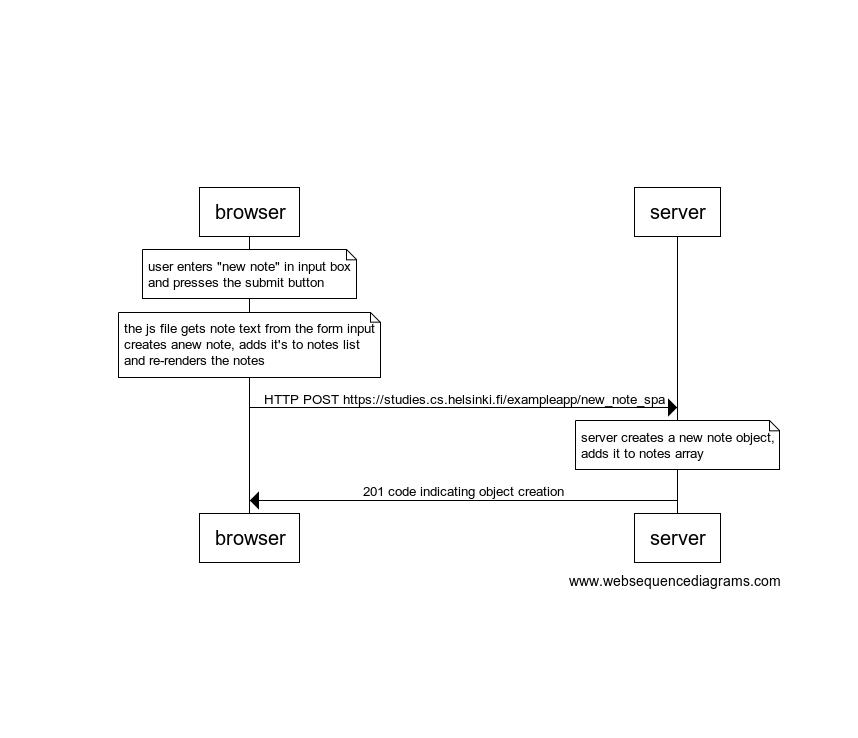 browser
server
user enters "new note" in input box
and presses the submit button
the js file gets note text from the form input
creates anew note, adds it's to notes list
and re-renders the notes
HTTP POST https://studies.cs.helsinki.fi/exampleapp/new_note_spa
server creates a new note object,
adds it to notes array
201 code indicating object creation
browser
server
www.websequencediagrams.com